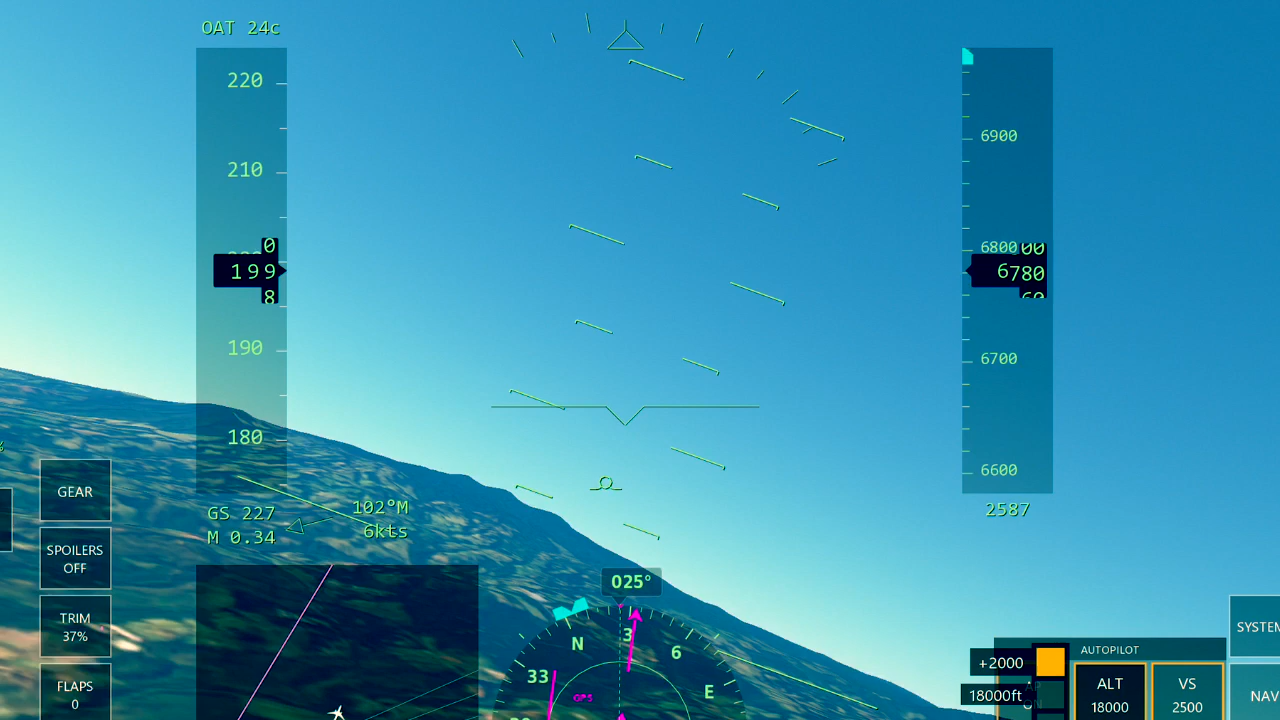 OAT 24c
220
210
0
199
8
190
180
GS 227
M 0.34
102°M
6kts
6900
6800
00
6780
6700
6600
2587
GEAR
SPOILERS
OFF
TRIM
37%
FLAPS
0
025°
N
3
6
33
E
GPS
+2000
18000ft
AUTOPILOT
ALT
18000
VS
2500
SYSTEM
NAV